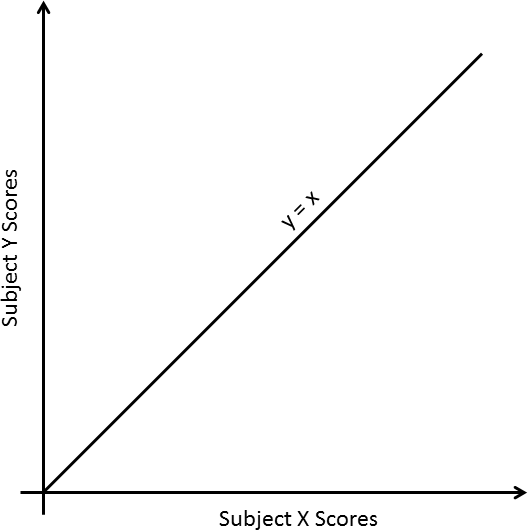 y = x
Subject Y Scores
Subject X Scores